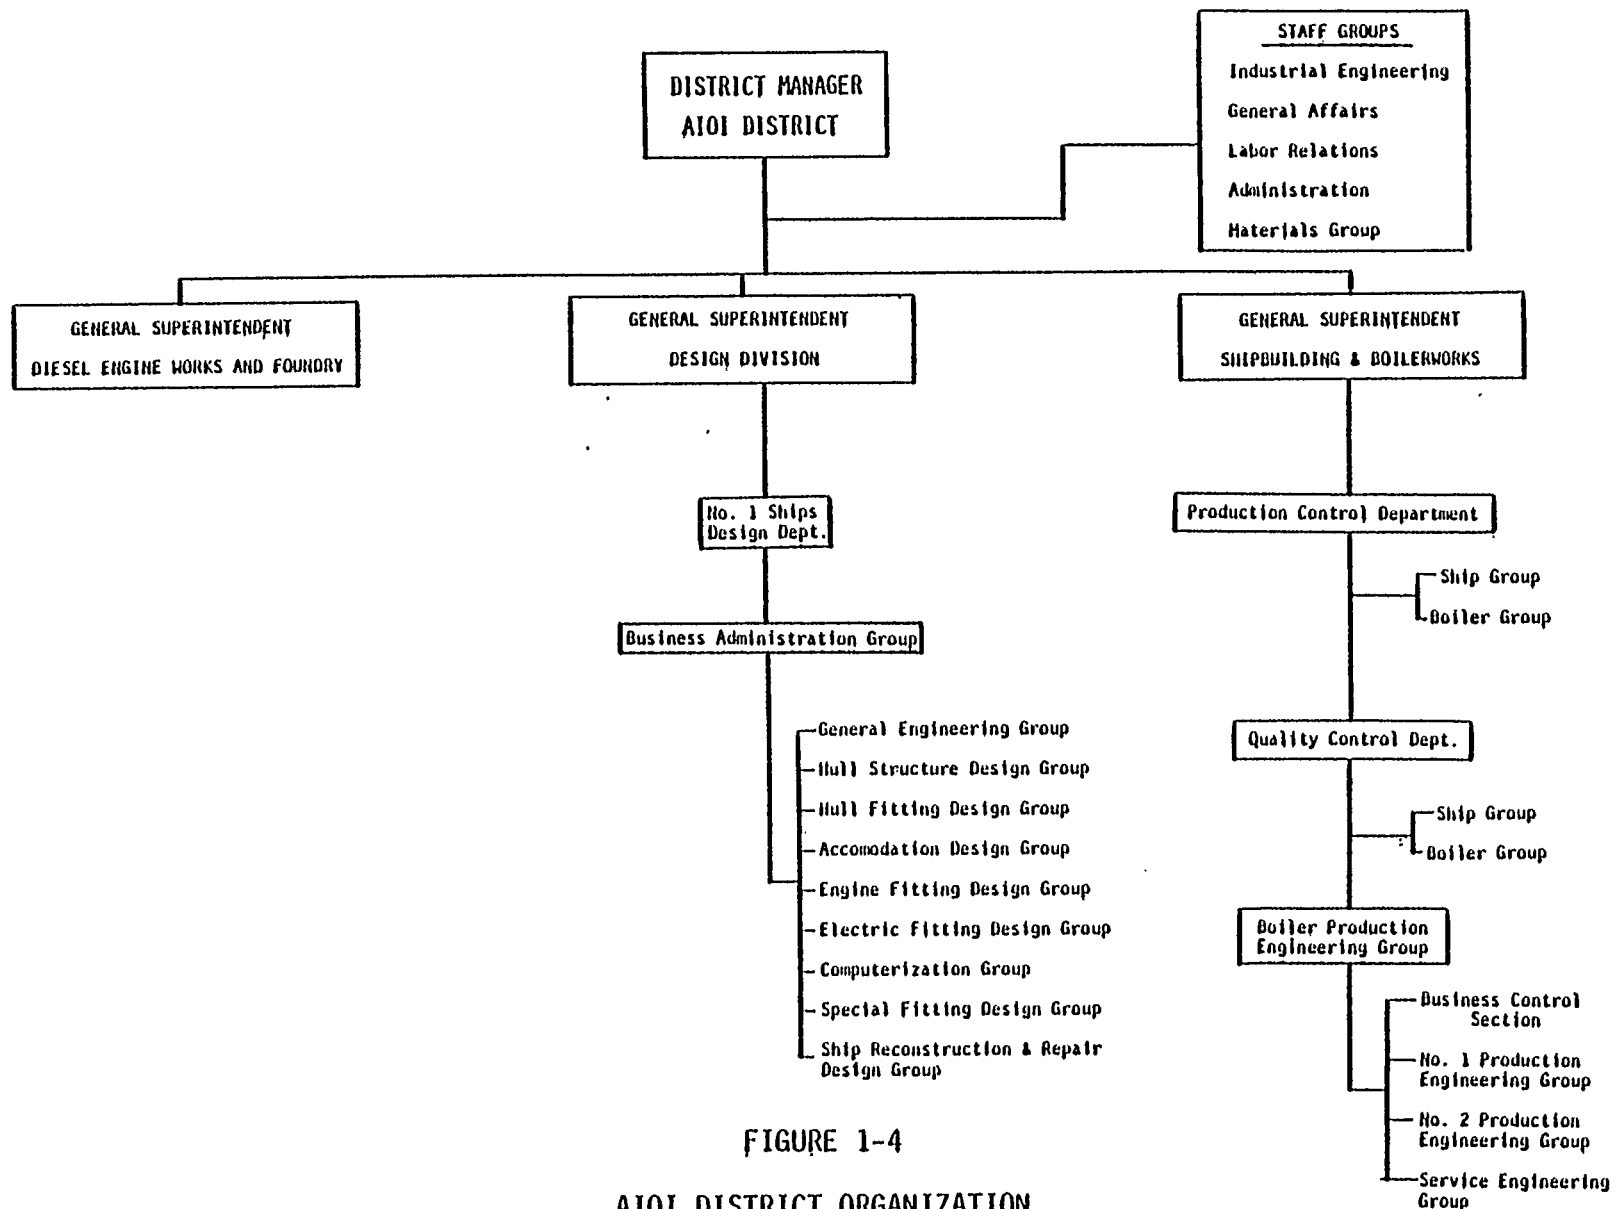 STAFF GROUPS
Industrial Engineering
General Affairs
Labor Relations
Administration
Materials Group
DISTRICT MANAGER
AIOI DISTRICT
GENERAL SUPERINTENDENT
DIESEL ENGINE WORKS AND FOUNDRY
GENERAL SUPERINTENDENT
DESIGN DIVISION
GENERAL SUPERINTENDENT
SHIPBUILDING & BOILERWORKS
No. 1 Ships
Design Dept.
Business Administration Group
General Engineering Group
Hull Structure Design Group
Hull Fitting Design Group
Accomodation Design Group
Engine Fitting Design Group
Electric Fitting Design Group
Computerization Group
Special Fitting Design Group
Ship Reconstruction & Repair
Design Group
Production Control Department
Ship Group
Boiler Group
Quality Control Dept.
Ship Group
Boiler Group
Boiler Production
Engineering Group
Business Control
Section
No. 1 Production
Engineering Group
No. 2 Production
Engineering Group
Service Engineering
Group
FIGURE 1-4
AIOI DISTRICT ORGANIZATION